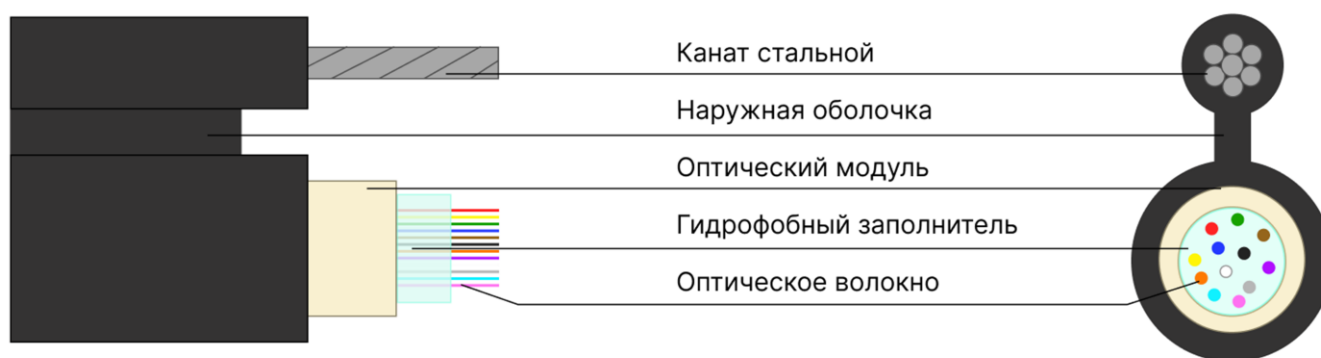 Канат стальной
Наружная оболочка
Оптический модуль
Гидрофобный заполнитель
Оптическое волокно